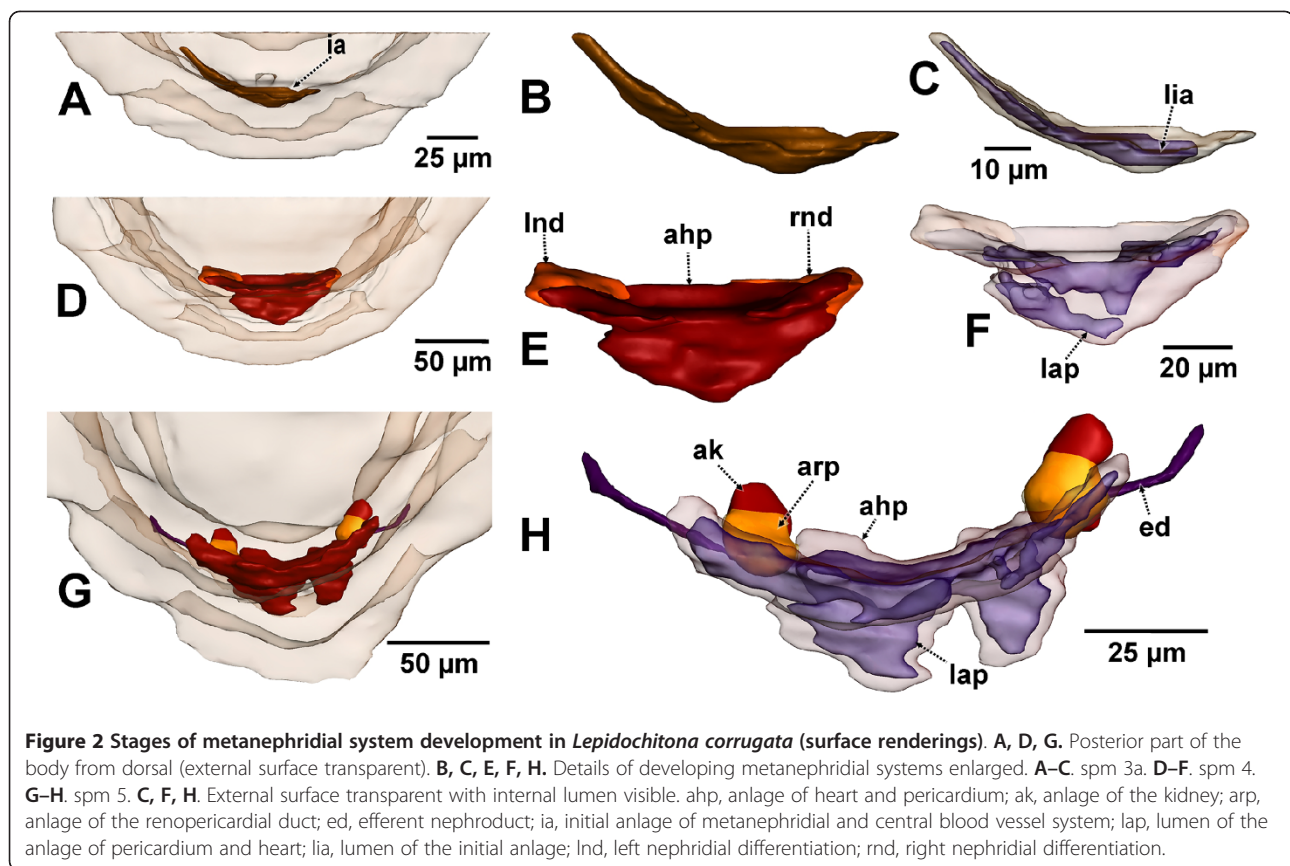 ia
A
25 µm
B
C
lia
10 µm
D
50 µm
lnd
ahp
rnd
E
F
lap
20 µm
G
50 µm
ak
arp
ahp
ed
H
lap
25 µm
Figure 2 Stages of metanephridial system development in Lepidochitona corrugata (surface renderings). A, D, G. Posterior part of the
body from dorsal (external surface transparent). B, C, E, F, H. Details of developing metanephridial systems enlarged. A–C. spm 3a. D–F. spm 4.
G–H. spm 5. C, F, H. External surface transparent with internal lumen visible. ahp, anlage of heart and pericardium; ak, anlage of the kidney; arp,
anlage of the renopericardial duct; ed, efferent nephroduct; ia, initial anlage of metanephridial and central blood vessel system; lap, lumen of the
anlage of pericardium and heart; lia, lumen of the initial anlage; lnd, left nephridial differentiation; rnd, right nephridial differentiation.